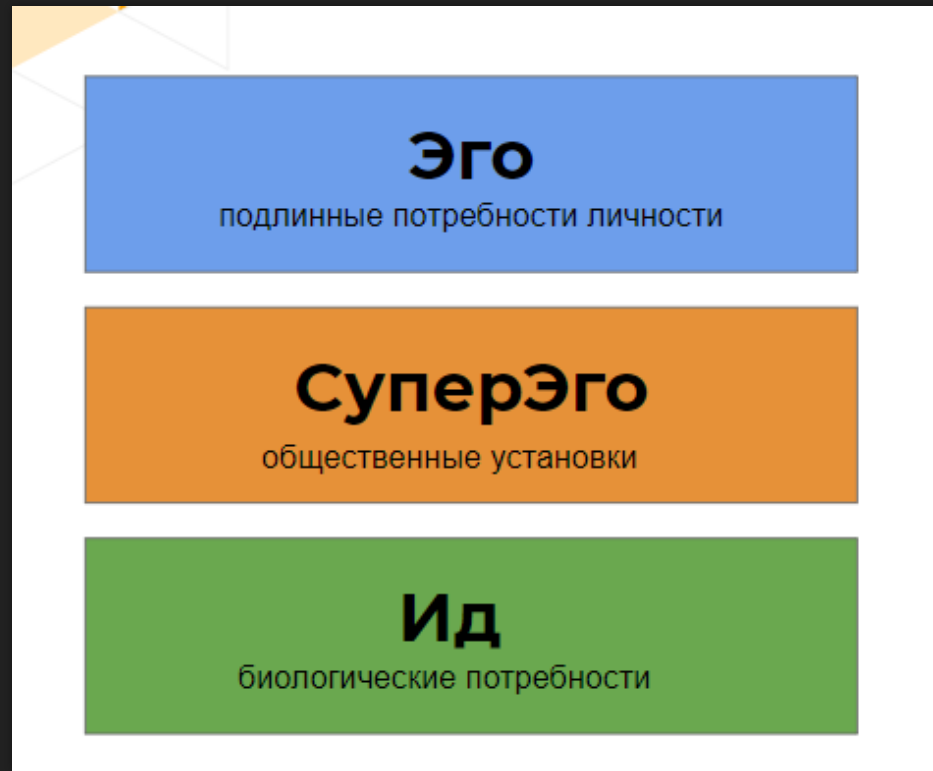 Эго
подлинные потребности личности
СуперЭго
общественные установки
Ид
биологические потребности